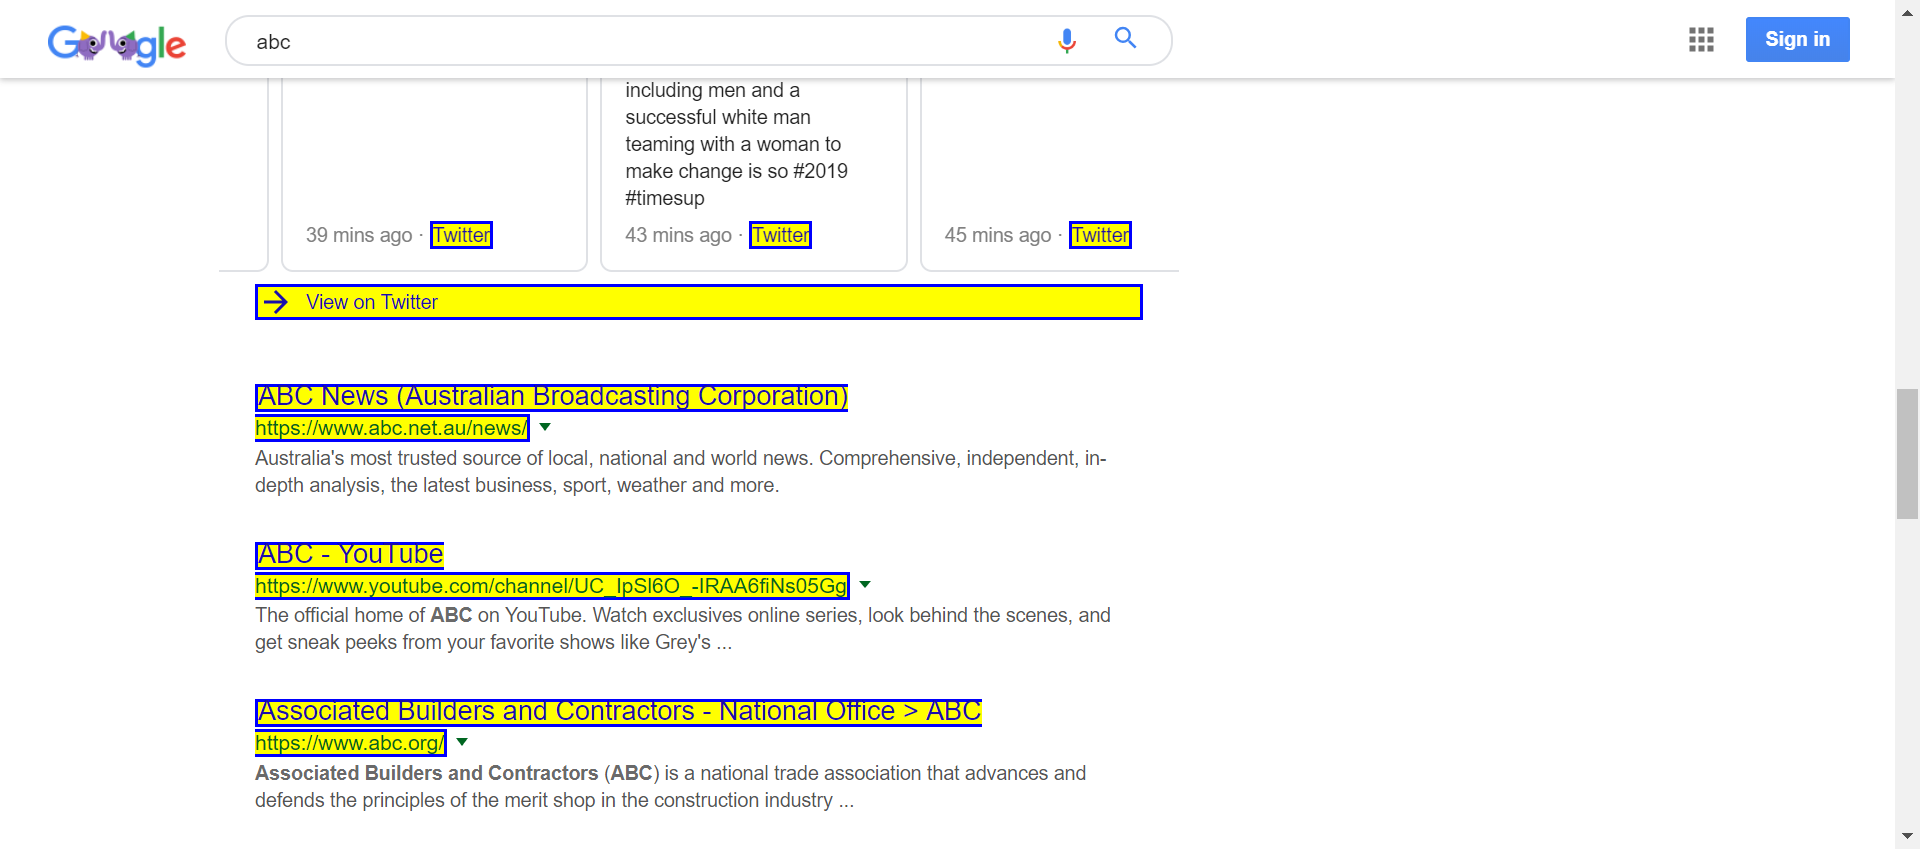 Google
abc
Sign in
including men and a
successful white man
teaming with a woman to
make change is so #2019
#timesup
39 mins ago · Twitter
43 mins ago · Twitter
45 mins ago · Twitter
View on Twitter
ABC News (Australian Broadcasting Corporation)
https://www.abc.net.au/news/
Australia's most trusted source of local, national and world news. Comprehensive, independent, in-
depth analysis, the latest business, sport, weather and more.
ABC - YouTube
https://www.youtube.com/channel/UC_IpSl6O_-IRAA6fiNs05Gg
The official home of ABC on YouTube. Watch exclusives online series, look behind the scenes, and
get sneak peeks from your favorite shows like Grey's ...
Associated Builders and Contractors - National Office > ABC
https://www.abc.org/
Associated Builders and Contractors (ABC) is a national trade association that advances and
defends the principles of the merit shop in the construction industry ...